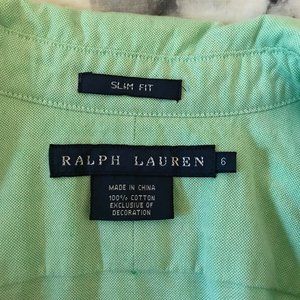 SLIM FIT
RALPH LAUREN 6
MADE IN CHINA
100% COTTON
EXCLUSIVE OF
DECORATION